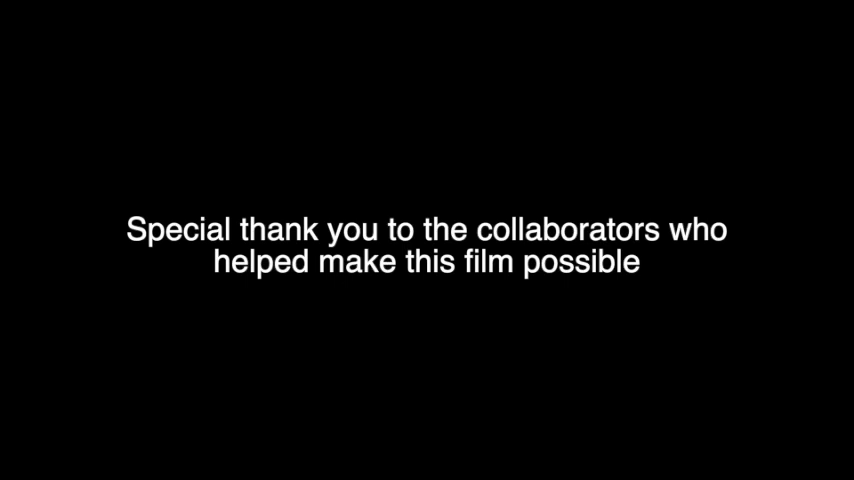 Special thank you to the collaborators who
helped make this film possible